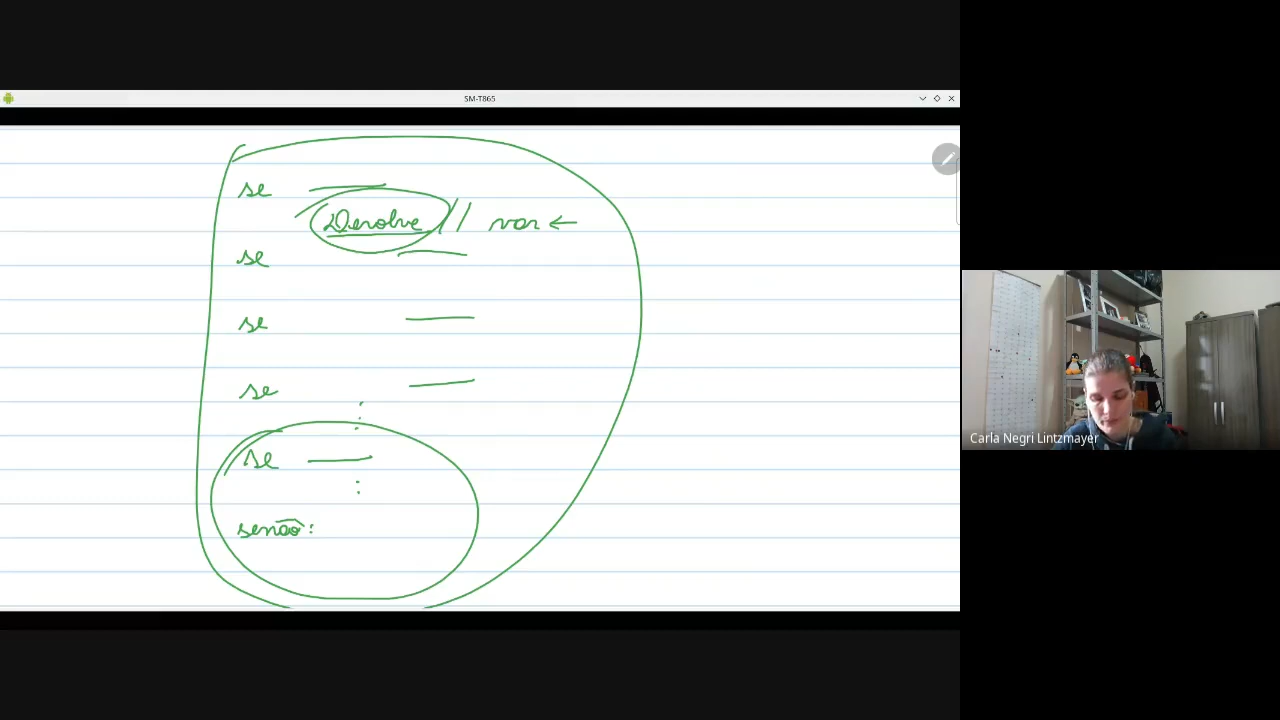 SM-T865
se
Devolve // var ←
se
se
se
⋮
se
⋮
senão:
Carla Negri Lintzmayer